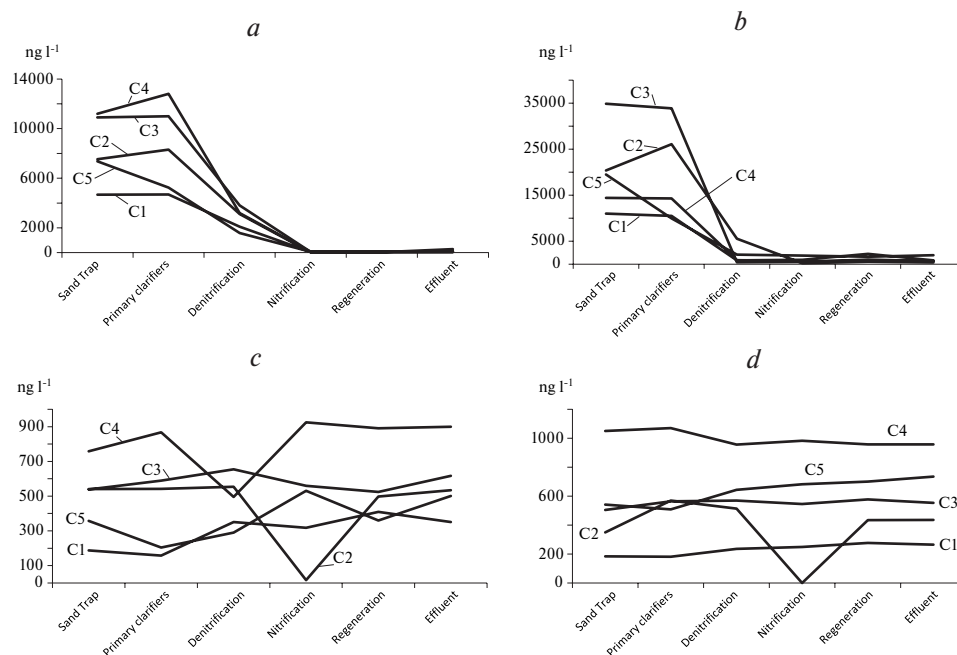 a
ng l⁻¹
14000
10000
6000
2000
0
C4
C3
C2
C5
C1
Sand Trap
Primary clarifiers
Denitrification
Nitrification
Regeneration
Effluent
b
ng l⁻¹
35000
25000
15000
5000
0
C3
C2
C4
C5
C1
Sand Trap
Primary clarifiers
Denitrification
Nitrification
Regeneration
Effluent
c
ng l⁻¹
900
700
500
300
100
0
C4
C3
C5
C1
C2
Sand Trap
Primary clarifiers
Denitrification
Nitrification
Regeneration
Effluent
d
ng l⁻¹
1000
600
200
0
C4
C5
C3
C2
C1
Sand Trap
Primary clarifiers
Denitrification
Nitrification
Regeneration
Effluent